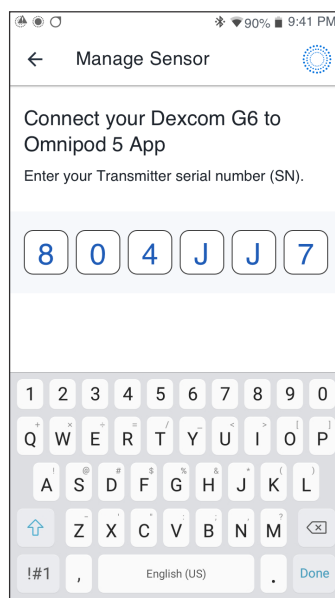 90% 9:41 PM
Manage Sensor
Connect your Dexcom G6 to
Omnipod 5 App
Enter your Transmitter serial number (SN).
8 0 4 J J 7
1 2 3 4 5 6 7 8 9 0
+ × ÷ = / _ < > [ ]
Q W E R T Y U I O P
! @ # $ % & * ( )
A S D F G H J K L
- ' " : ; , ?
Z X C V B N M
!#1 , English (US) . Done